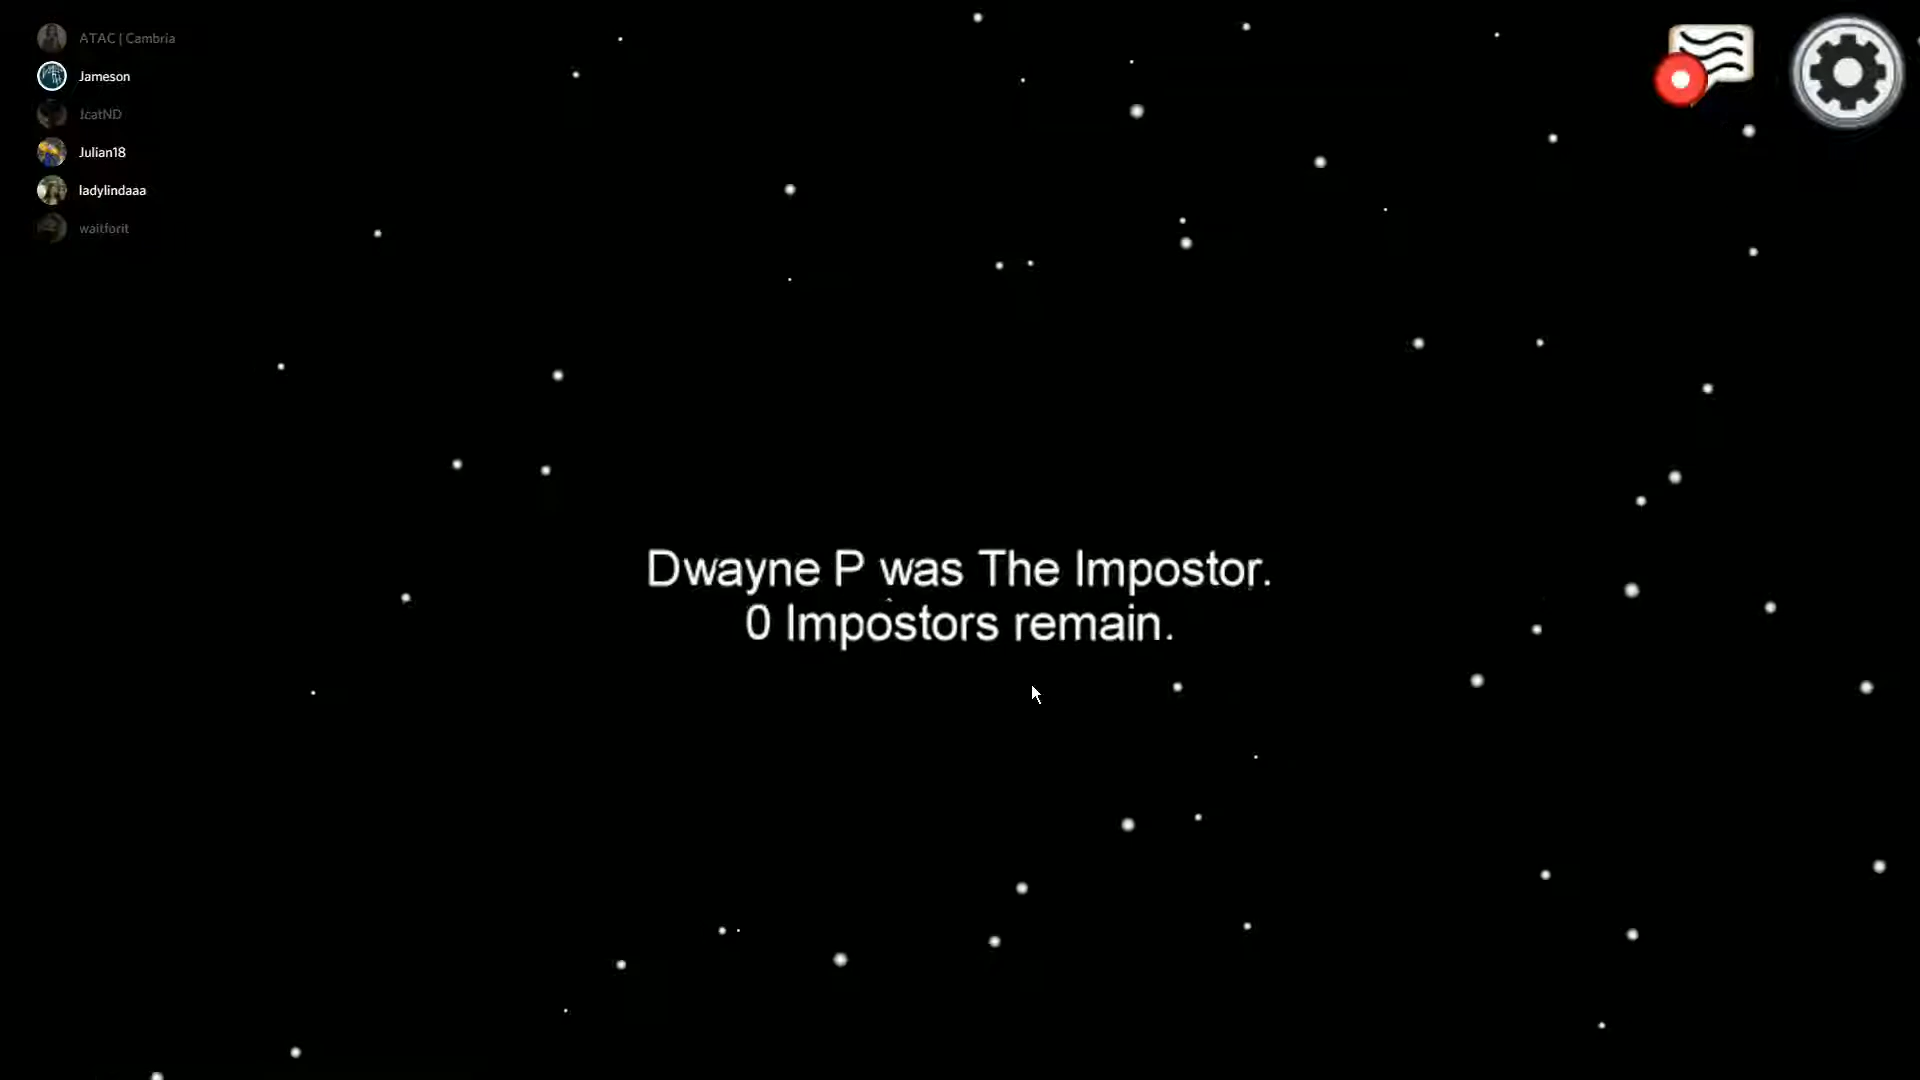 ATAC | Cambria
Jameson
JcatND
Julian18
ladylindaaa
waitforit
Dwayne P was The Impostor.
0 Impostors remain.